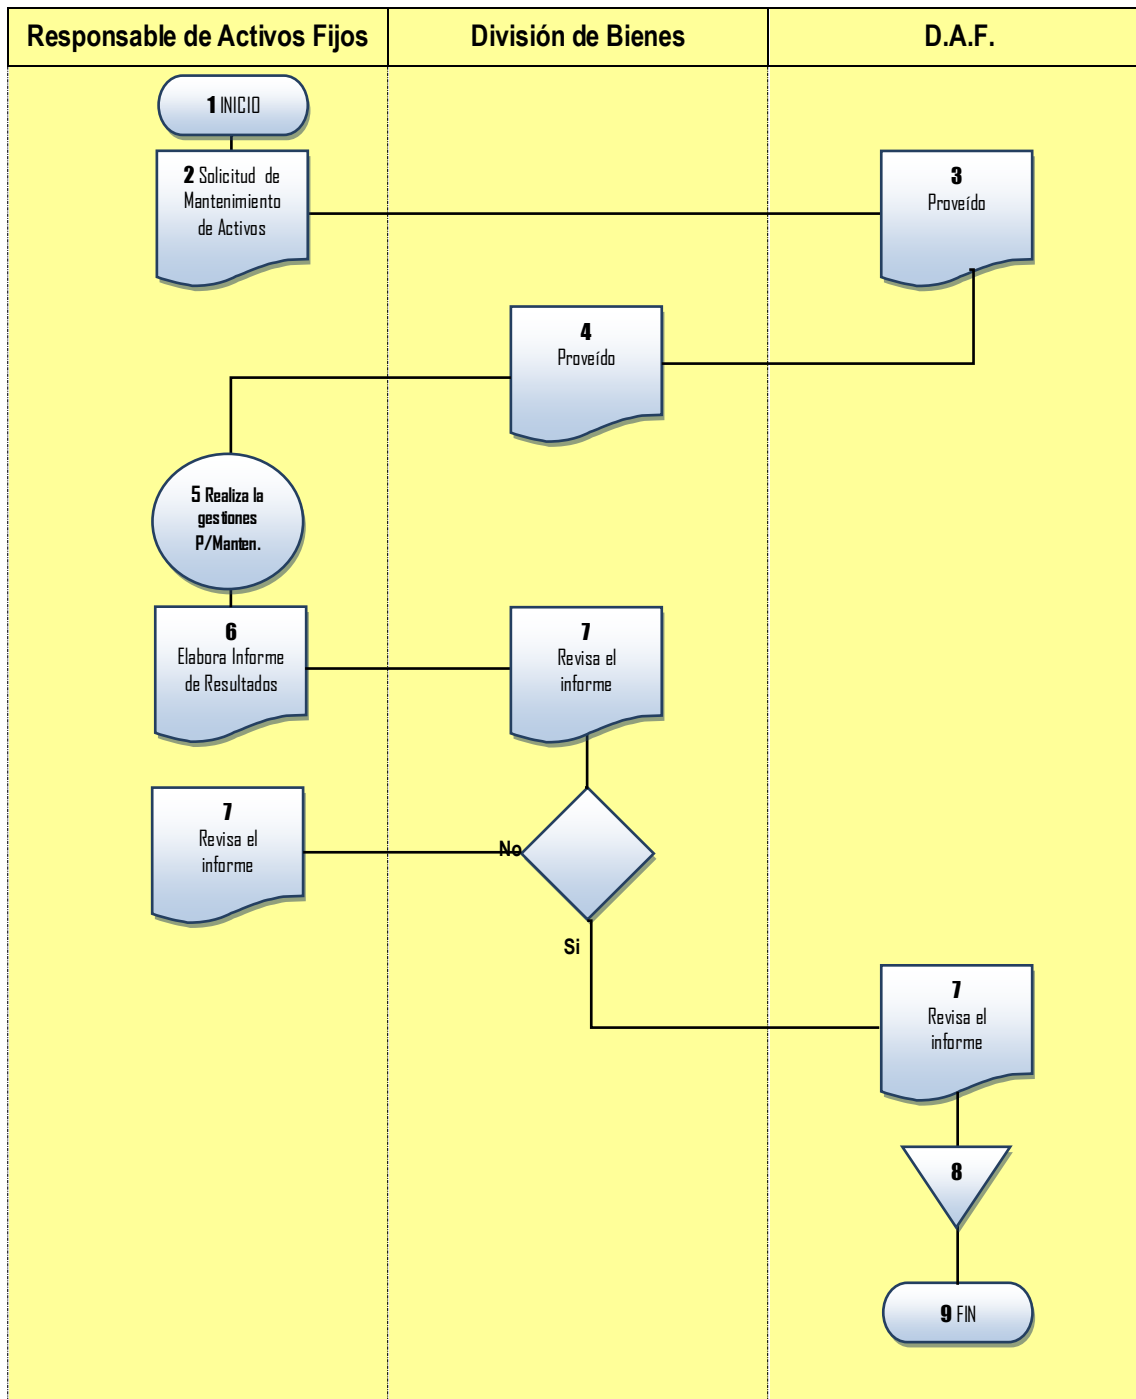 Responsable de Activos Fijos
División de Bienes
D.A.F.
1 INICIO
2 Solicitud de
Mantenimiento
de Activos
3
Proveído
4
Proveído
5 Realiza la
gestiones
P/Manten.
6
Elabora Informe
de Resultados
7
Revisa el
informe
7
Revisa el
informe
No
Si
7
Revisa el
informe
8
9 FIN